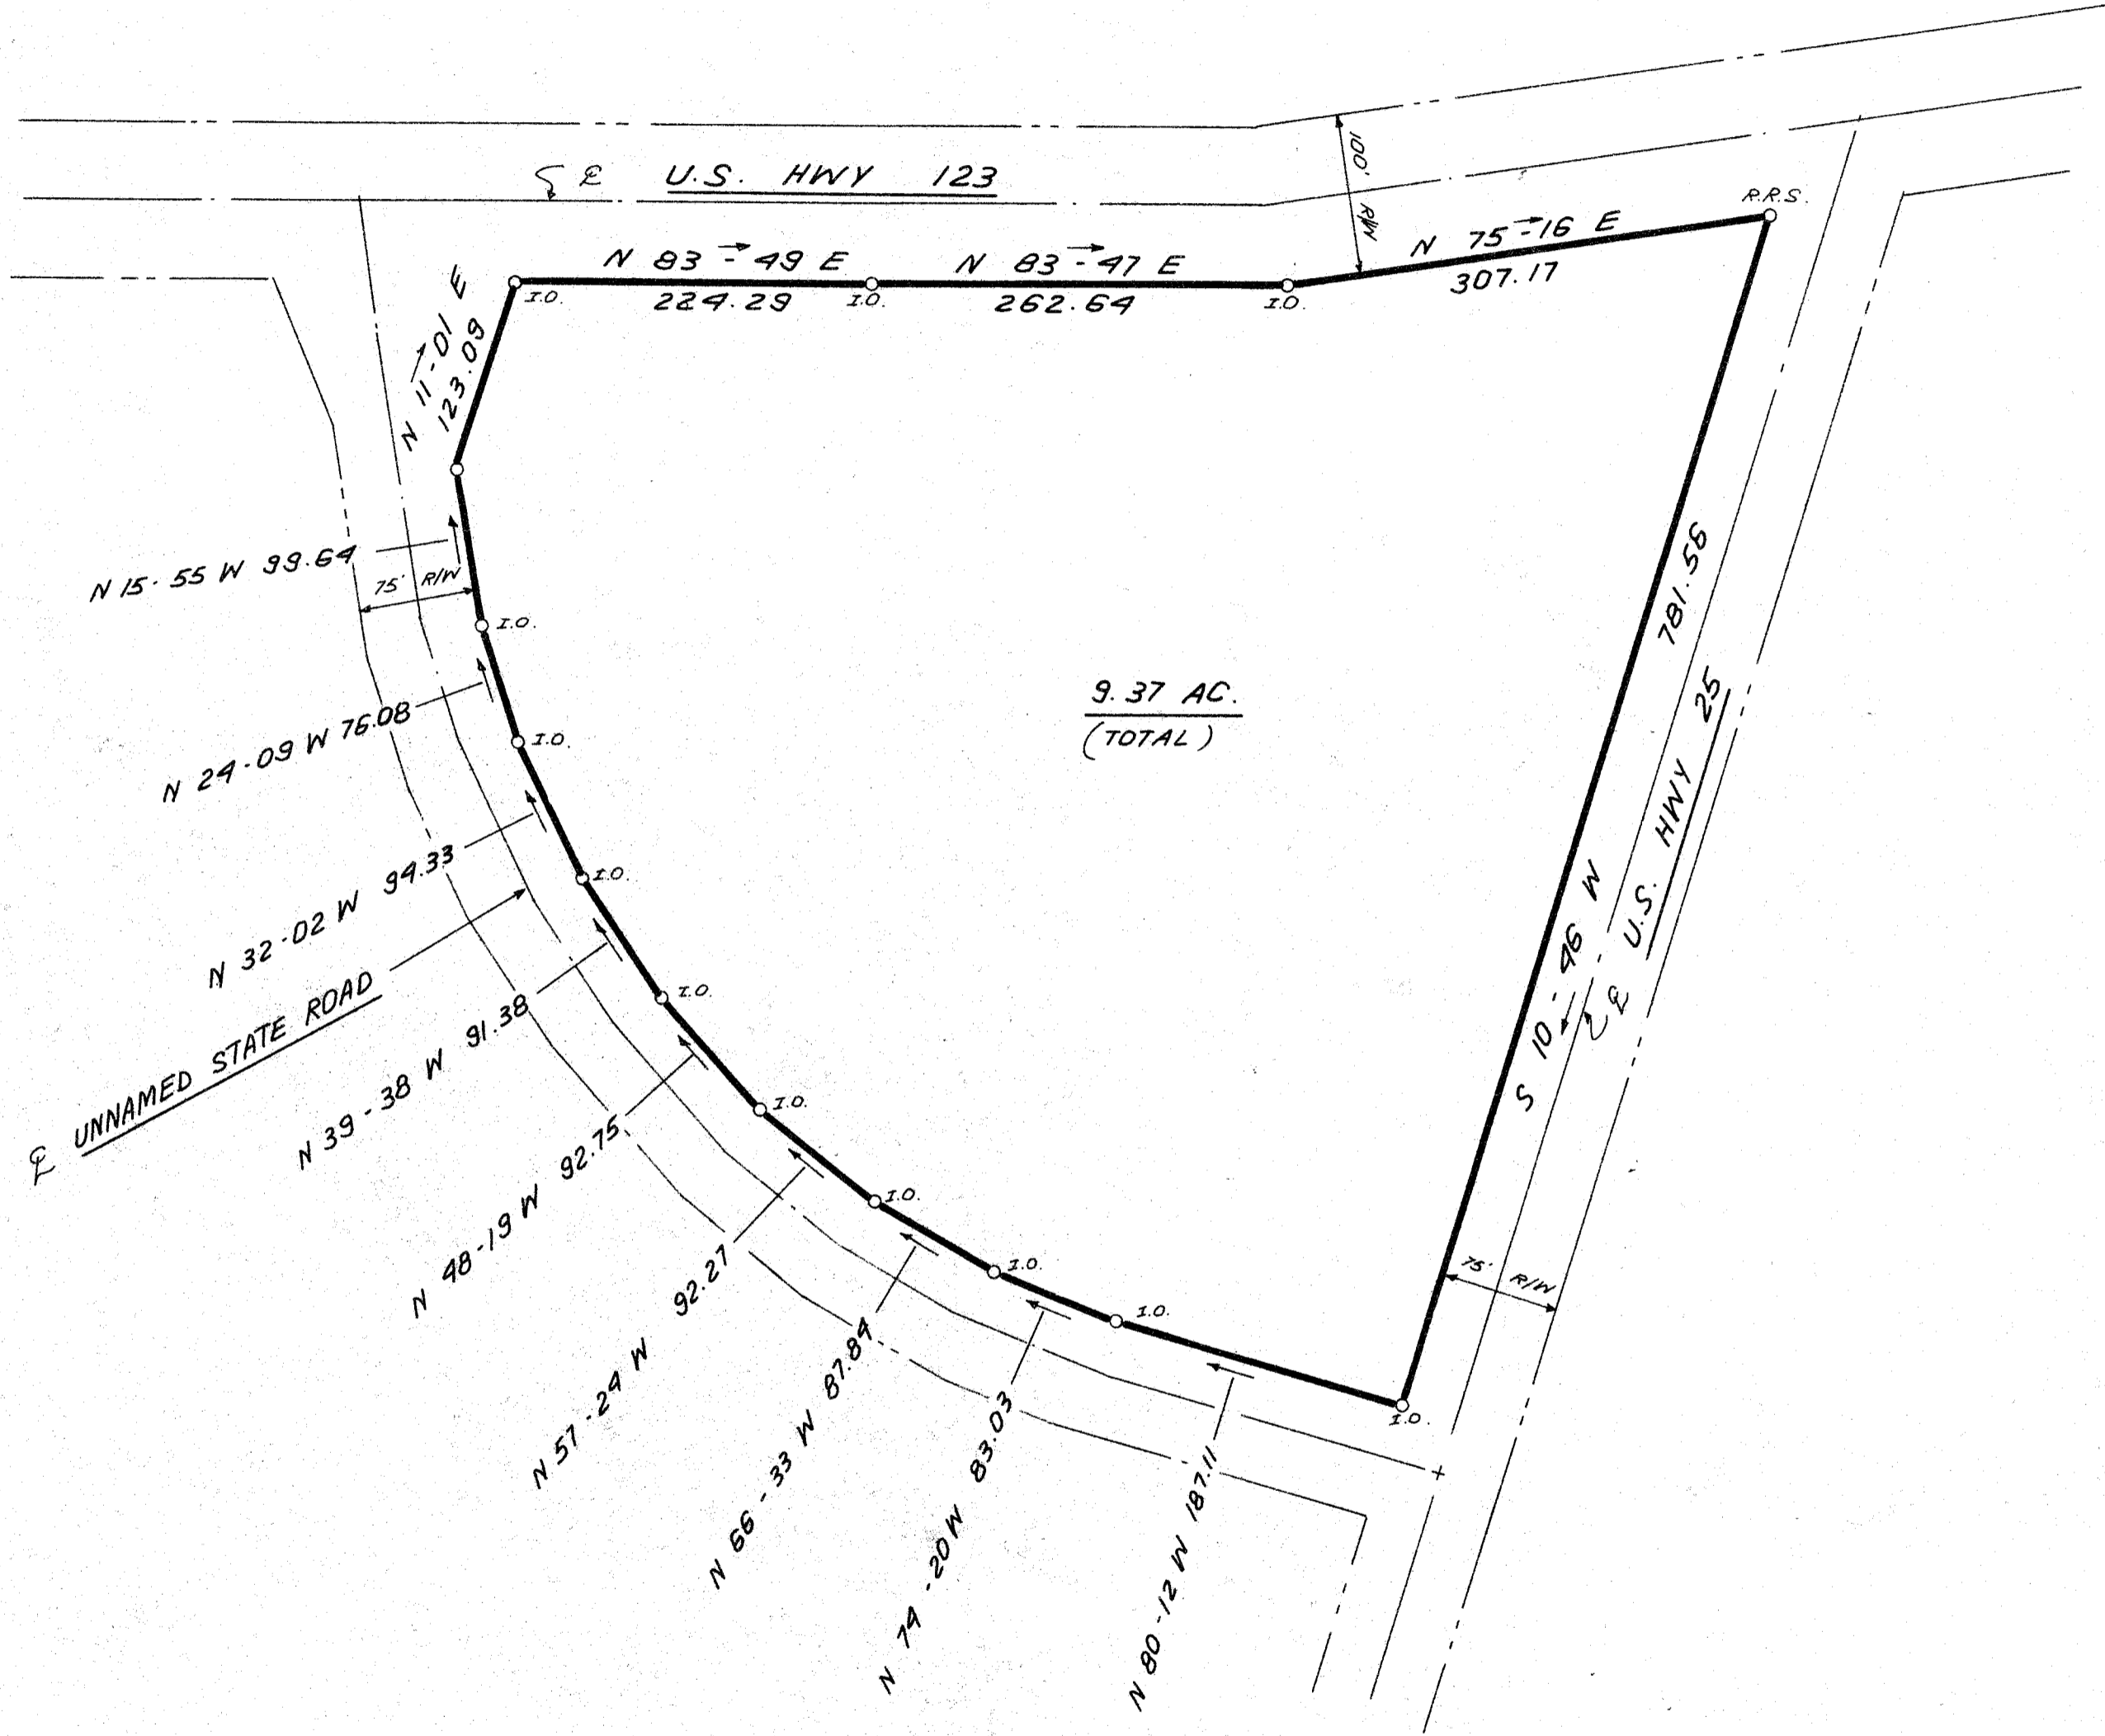 100' R/W
℄ U.S. HWY 123
R.R.S.
N 83-49 E
224.29
N 83-47 E
262.64
N 75-16 E
307.17
I.O.
I.O.
I.O.
N 11-01 E
123.09
N 15-55 W 99.64
75' R/W
I.O.
N 24-09 W 76.08
I.O.
N 32-02 W 94.33
I.O.
℄ UNNAMED STATE ROAD
N 39-38 W 91.38
I.O.
N 48-19 W 92.75
I.O.
N 57-24 W 92.27
I.O.
N 66-33 W 87.84
I.O.
N 74-20 W 83.03
I.O.
N 80-12 W 187.11
I.O.
9.37 AC.
(TOTAL)
781.56
S 10-46 W
℄ U.S. HWY 25
75' R/W